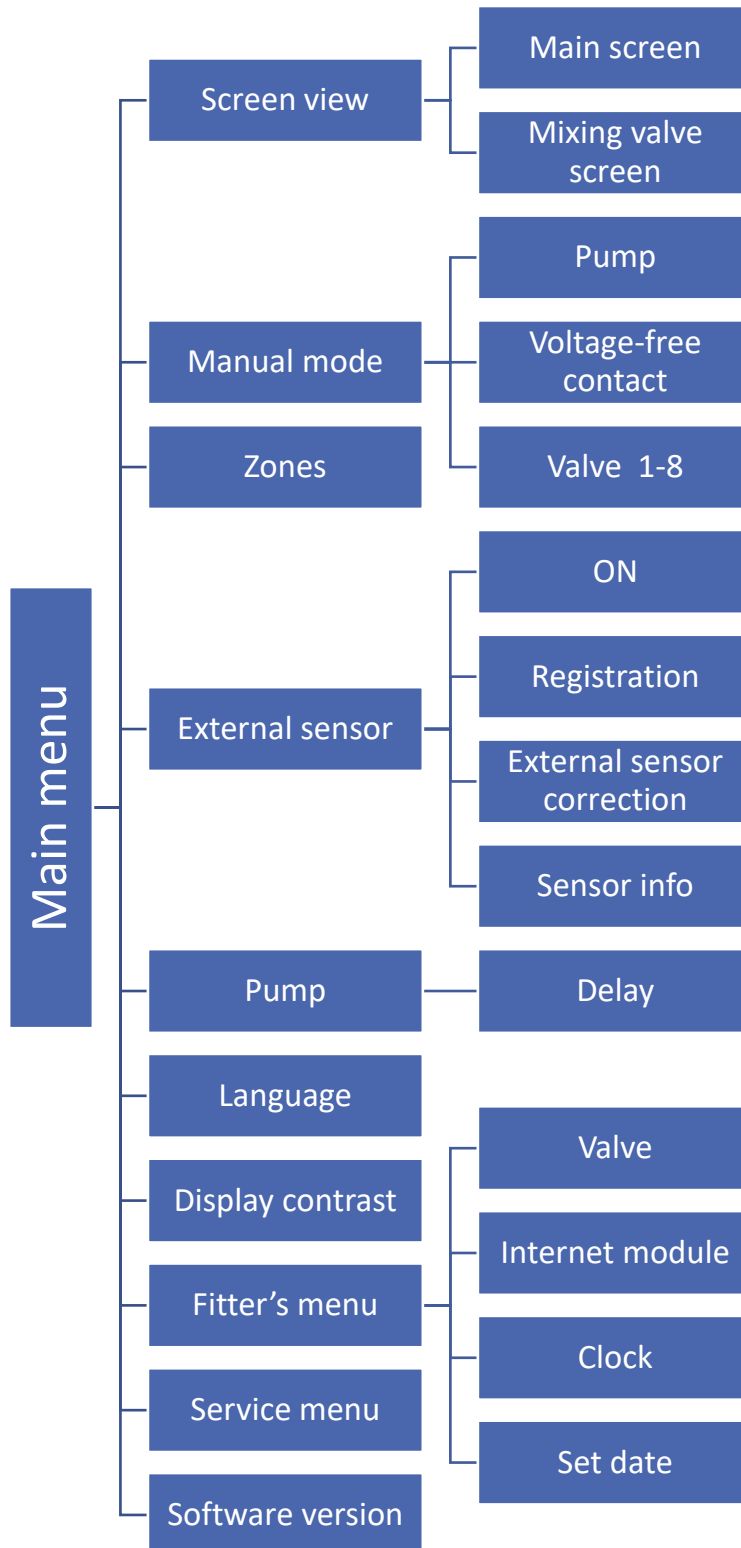 Main menu
Screen view
Main screen
Mixing valve
screen
Manual mode
Pump
Voltage-free
contact
Valve 1-8
Zones
External sensor
ON
Registration
External sensor
correction
Sensor info
Pump
Delay
Language
Display contrast
Fitter’s menu
Valve
Internet module
Clock
Set date
Service menu
Software version